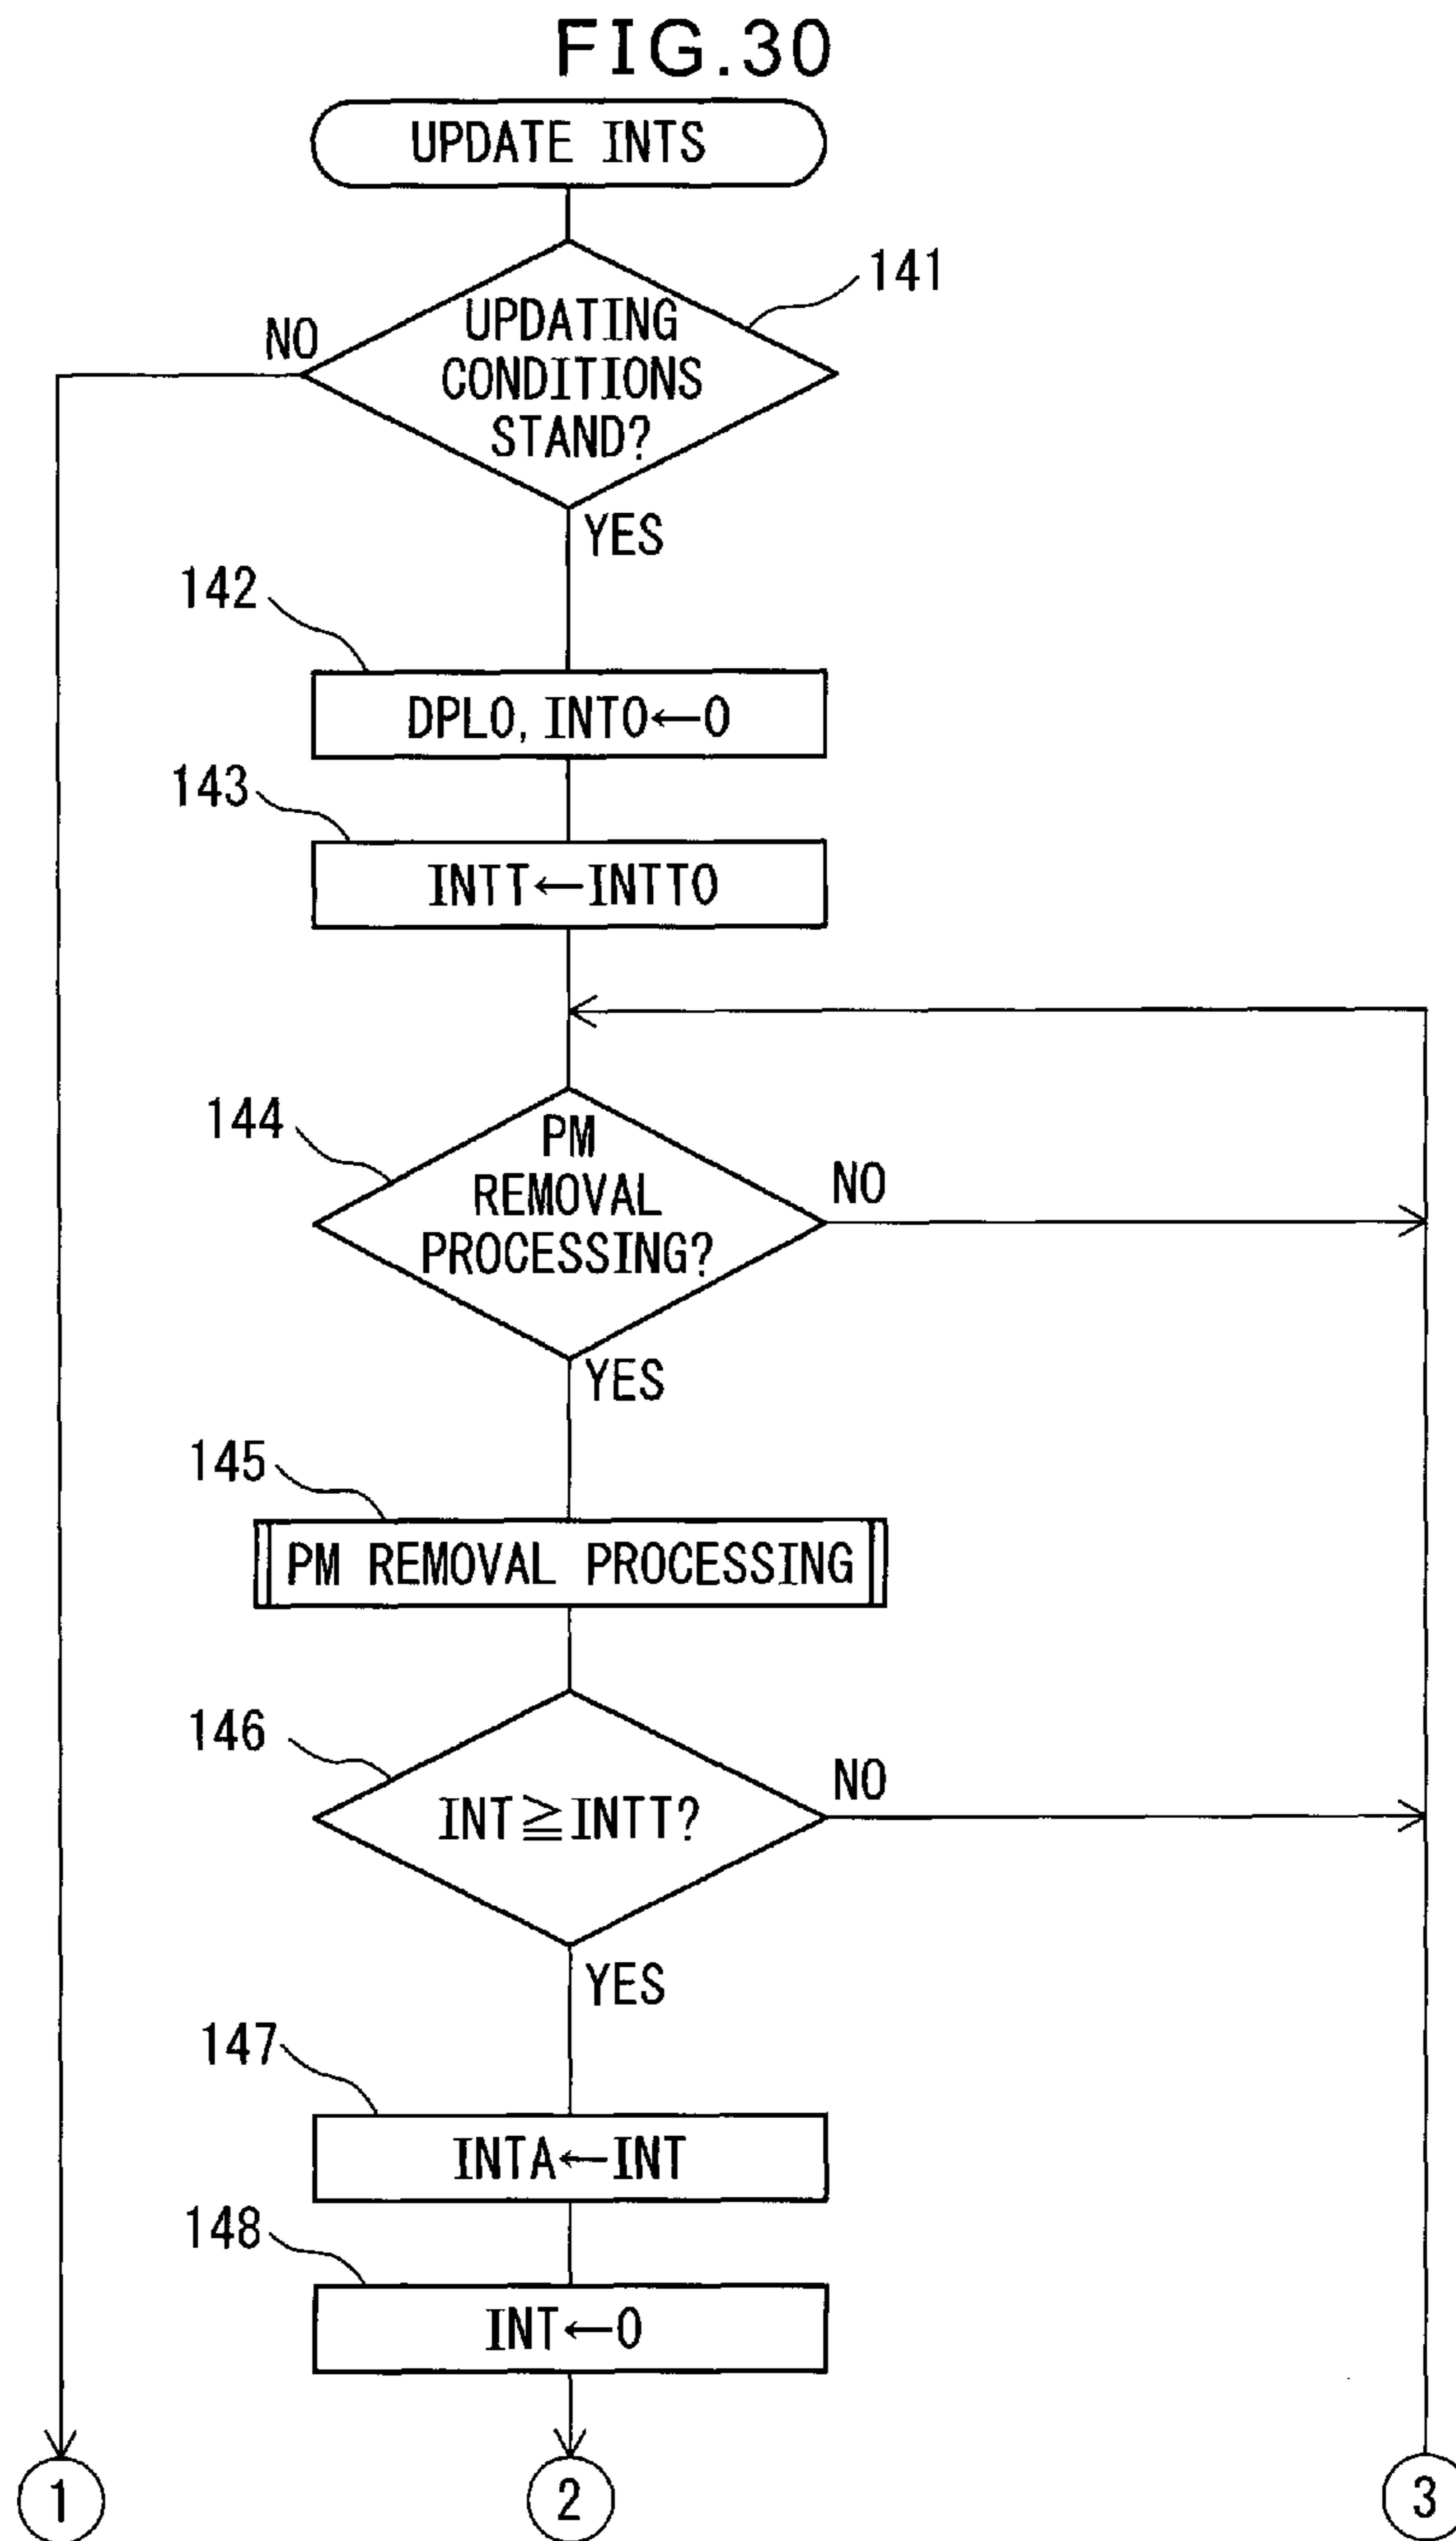 FIG.30
UPDATE INTS
141
UPDATING
CONDITIONS
STAND?
NO
YES
142
DPL0, INT0←0
143
INTT←INTT0
144
PM
REMOVAL
PROCESSING?
NO
YES
145
PM REMOVAL PROCESSING
146
INT≧INTT?
NO
YES
147
INTA←INT
148
INT←0
1
2
3